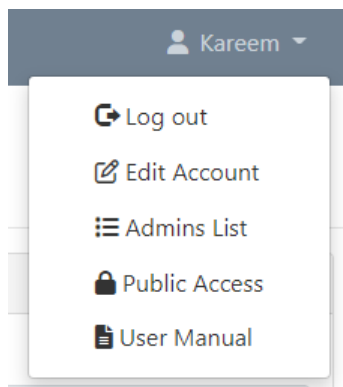 Kareem
Log out
Edit Account
Admins List
Public Access
User Manual